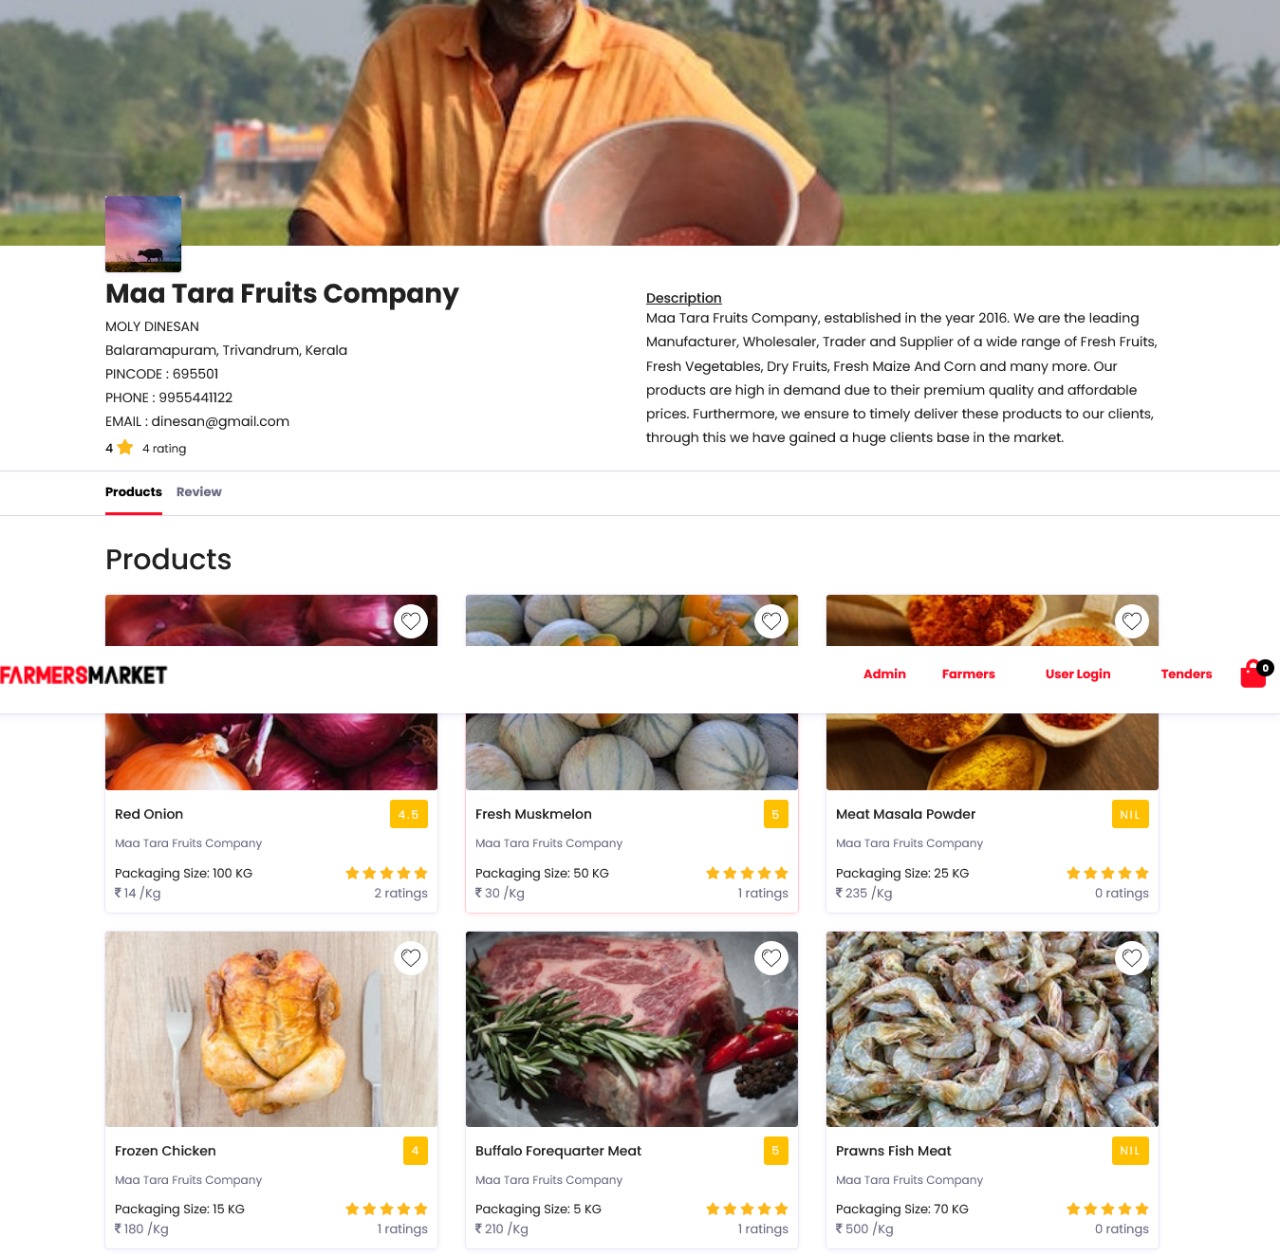 Maa Tara Fruits Company
MOLY DINESAN
Balaramapuram, Trivandrum, Kerala
PINCODE : 695501
PHONE : 9955441122
EMAIL : dinesan@gmail.com
4 4 rating
Description
Maa Tara Fruits Company, established in the year 2016. We are the leading
Manufacturer, Wholesaler, Trader and Supplier of a wide range of Fresh Fruits,
Fresh Vegetables, Dry Fruits, Fresh Maize And Corn and many more. Our
products are high in demand due to their premium quality and affordable
prices. Furthermore, we ensure to timely deliver these products to our clients,
through this we have gained a huge clients base in the market.
Products Review
Products
FARMERSMARKET
Admin Farmers User Login Tenders 0
Red Onion 4.5
Maa Tara Fruits Company
Packaging Size: 100 KG
₹ 14 /Kg 2 ratings
Fresh Muskmelon 5
Maa Tara Fruits Company
Packaging Size: 50 KG
₹ 30 /Kg 1 ratings
Meat Masala Powder NIL
Maa Tara Fruits Company
Packaging Size: 25 KG
₹ 235 /Kg 0 ratings
Frozen Chicken 4
Maa Tara Fruits Company
Packaging Size: 15 KG
₹ 180 /Kg 1 ratings
Buffalo Forequarter Meat 5
Maa Tara Fruits Company
Packaging Size: 5 KG
₹ 210 /Kg 1 ratings
Prawns Fish Meat NIL
Maa Tara Fruits Company
Packaging Size: 70 KG
₹ 500 /Kg 0 ratings